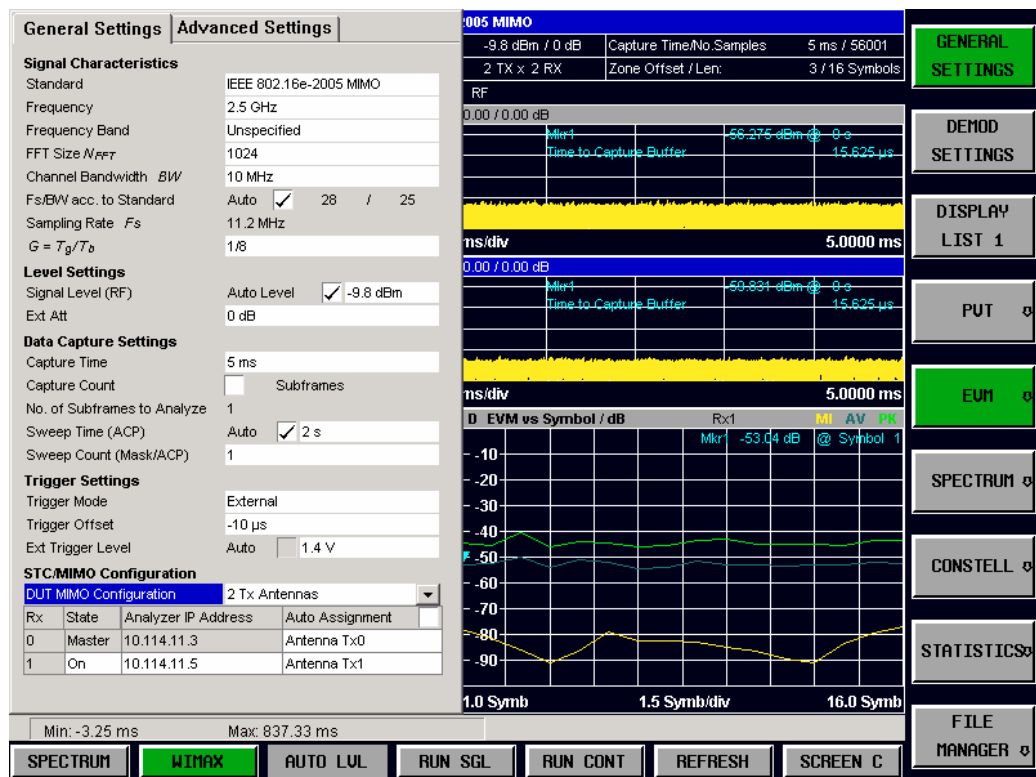 General Settings Advanced Settings
Signal Characteristics
Standard IEEE 802.16e-2005 MIMO
Frequency 2.5 GHz
Frequency Band Unspecified
FFT Size NFFT 1024
Channel Bandwidth BW 10 MHz
Fs/BW acc. to Standard Auto 28 / 25
Sampling Rate Fs 11.2 MHz
G = Tg/Tb 1/8
Level Settings
Signal Level (RF) Auto Level -9.8 dBm
Ext Att 0 dB
Data Capture Settings
Capture Time 5 ms
Capture Count Subframes
No. of Subframes to Analyze 1
Sweep Time (ACP) Auto 2 s
Sweep Count (Mask/ACP) 1
Trigger Settings
Trigger Mode External
Trigger Offset -10 µs
Ext Trigger Level Auto 1.4 V
STC/MIMO Configuration
DUT MIMO Configuration 2 Tx Antennas
Rx State Analyzer IP Address Auto Assignment
0 Master 10.114.11.3 Antenna Tx0
1 On 10.114.11.5 Antenna Tx1
Min: -3.25 ms Max: 837.33 ms
2005 MIMO
-9.8 dBm / 0 dB Capture Time/No.Samples 5 ms / 56001
2 TX x 2 RX Zone Offset / Len: 3 / 16 Symbols
RF
0.00 / 0.00 dB
Mkr1 -56.275 dBm @ 0 s
Time to Capture Buffer 15.625 µs
ms/div 5.0000 ms
0.00 / 0.00 dB
Mkr1 -59.831 dBm @ 0 s
Time to Capture Buffer 15.625 µs
ms/div 5.0000 ms
D EVM vs Symbol / dB Rx1 MI AV PK
Mkr1 -53.04 dB @ Symbol 1
-10
-20
-30
-40
-50
-60
-70
-80
-90
1.0 Symb 1.5 Symb/div 16.0 Symb
GENERAL
SETTINGS
DEMOD
SETTINGS
DISPLAY
LIST 1
PVT
EVM
SPECTRUM
CONSTELL
STATISTICS
FILE
MANAGER
SPECTRUM WIMAX AUTO LVL RUN SGL RUN CONT REFRESH SCREEN C